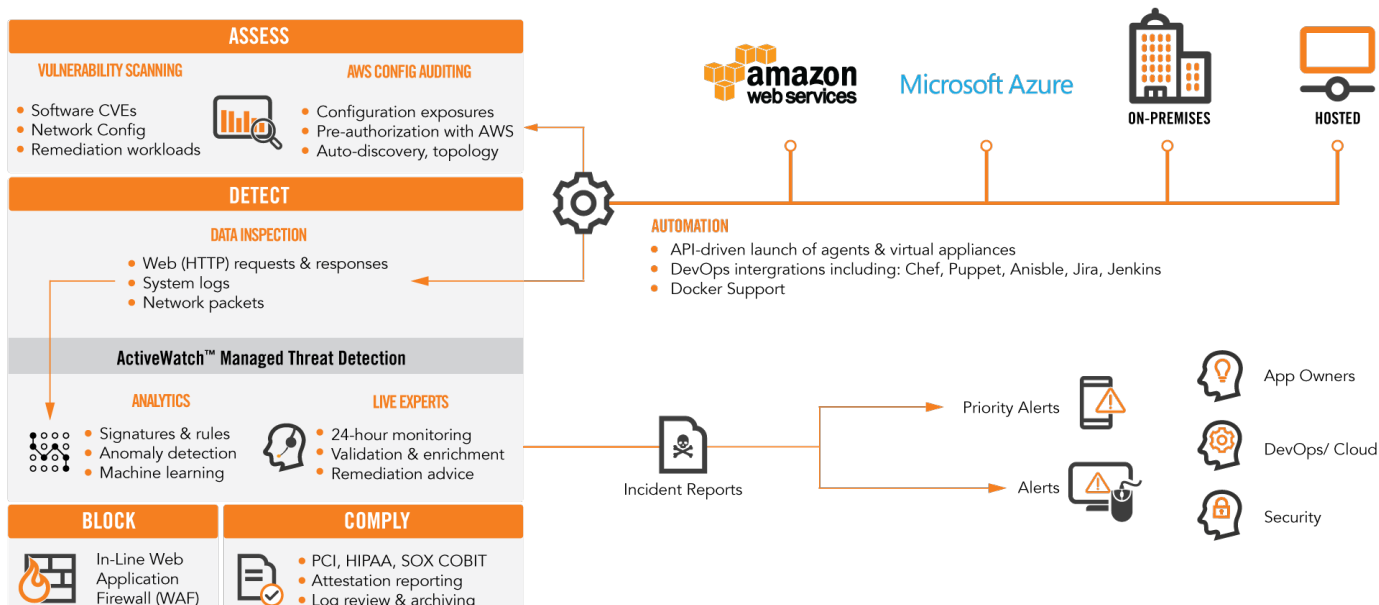 ASSESS
VULNERABILITY SCANNING
Software CVEs
Network Config
Remediation workloads
AWS CONFIG AUDITING
Configuration exposures
Pre-authorization with AWS
Auto-discovery, topology
amazon
web services
Microsoft Azure
ON-PREMISES
HOSTED
DETECT
DATA INSPECTION
Web (HTTP) requests & responses
System logs
Network packets
AUTOMATION
API-driven launch of agents & virtual appliances
DevOps intergrations including: Chef, Puppet, Anisble, Jira, Jenkins
Docker Support
ActiveWatch™ Managed Threat Detection
ANALYTICS
Signatures & rules
Anomaly detection
Machine learning
LIVE EXPERTS
24-hour monitoring
Validation & enrichment
Remediation advice
Incident Reports
Priority Alerts
Alerts
App Owners
DevOps/ Cloud
Security
BLOCK
In-Line Web
Application
Firewall (WAF)
COMPLY
PCI, HIPAA, SOX COBIT
Attestation reporting
Log review & archiving